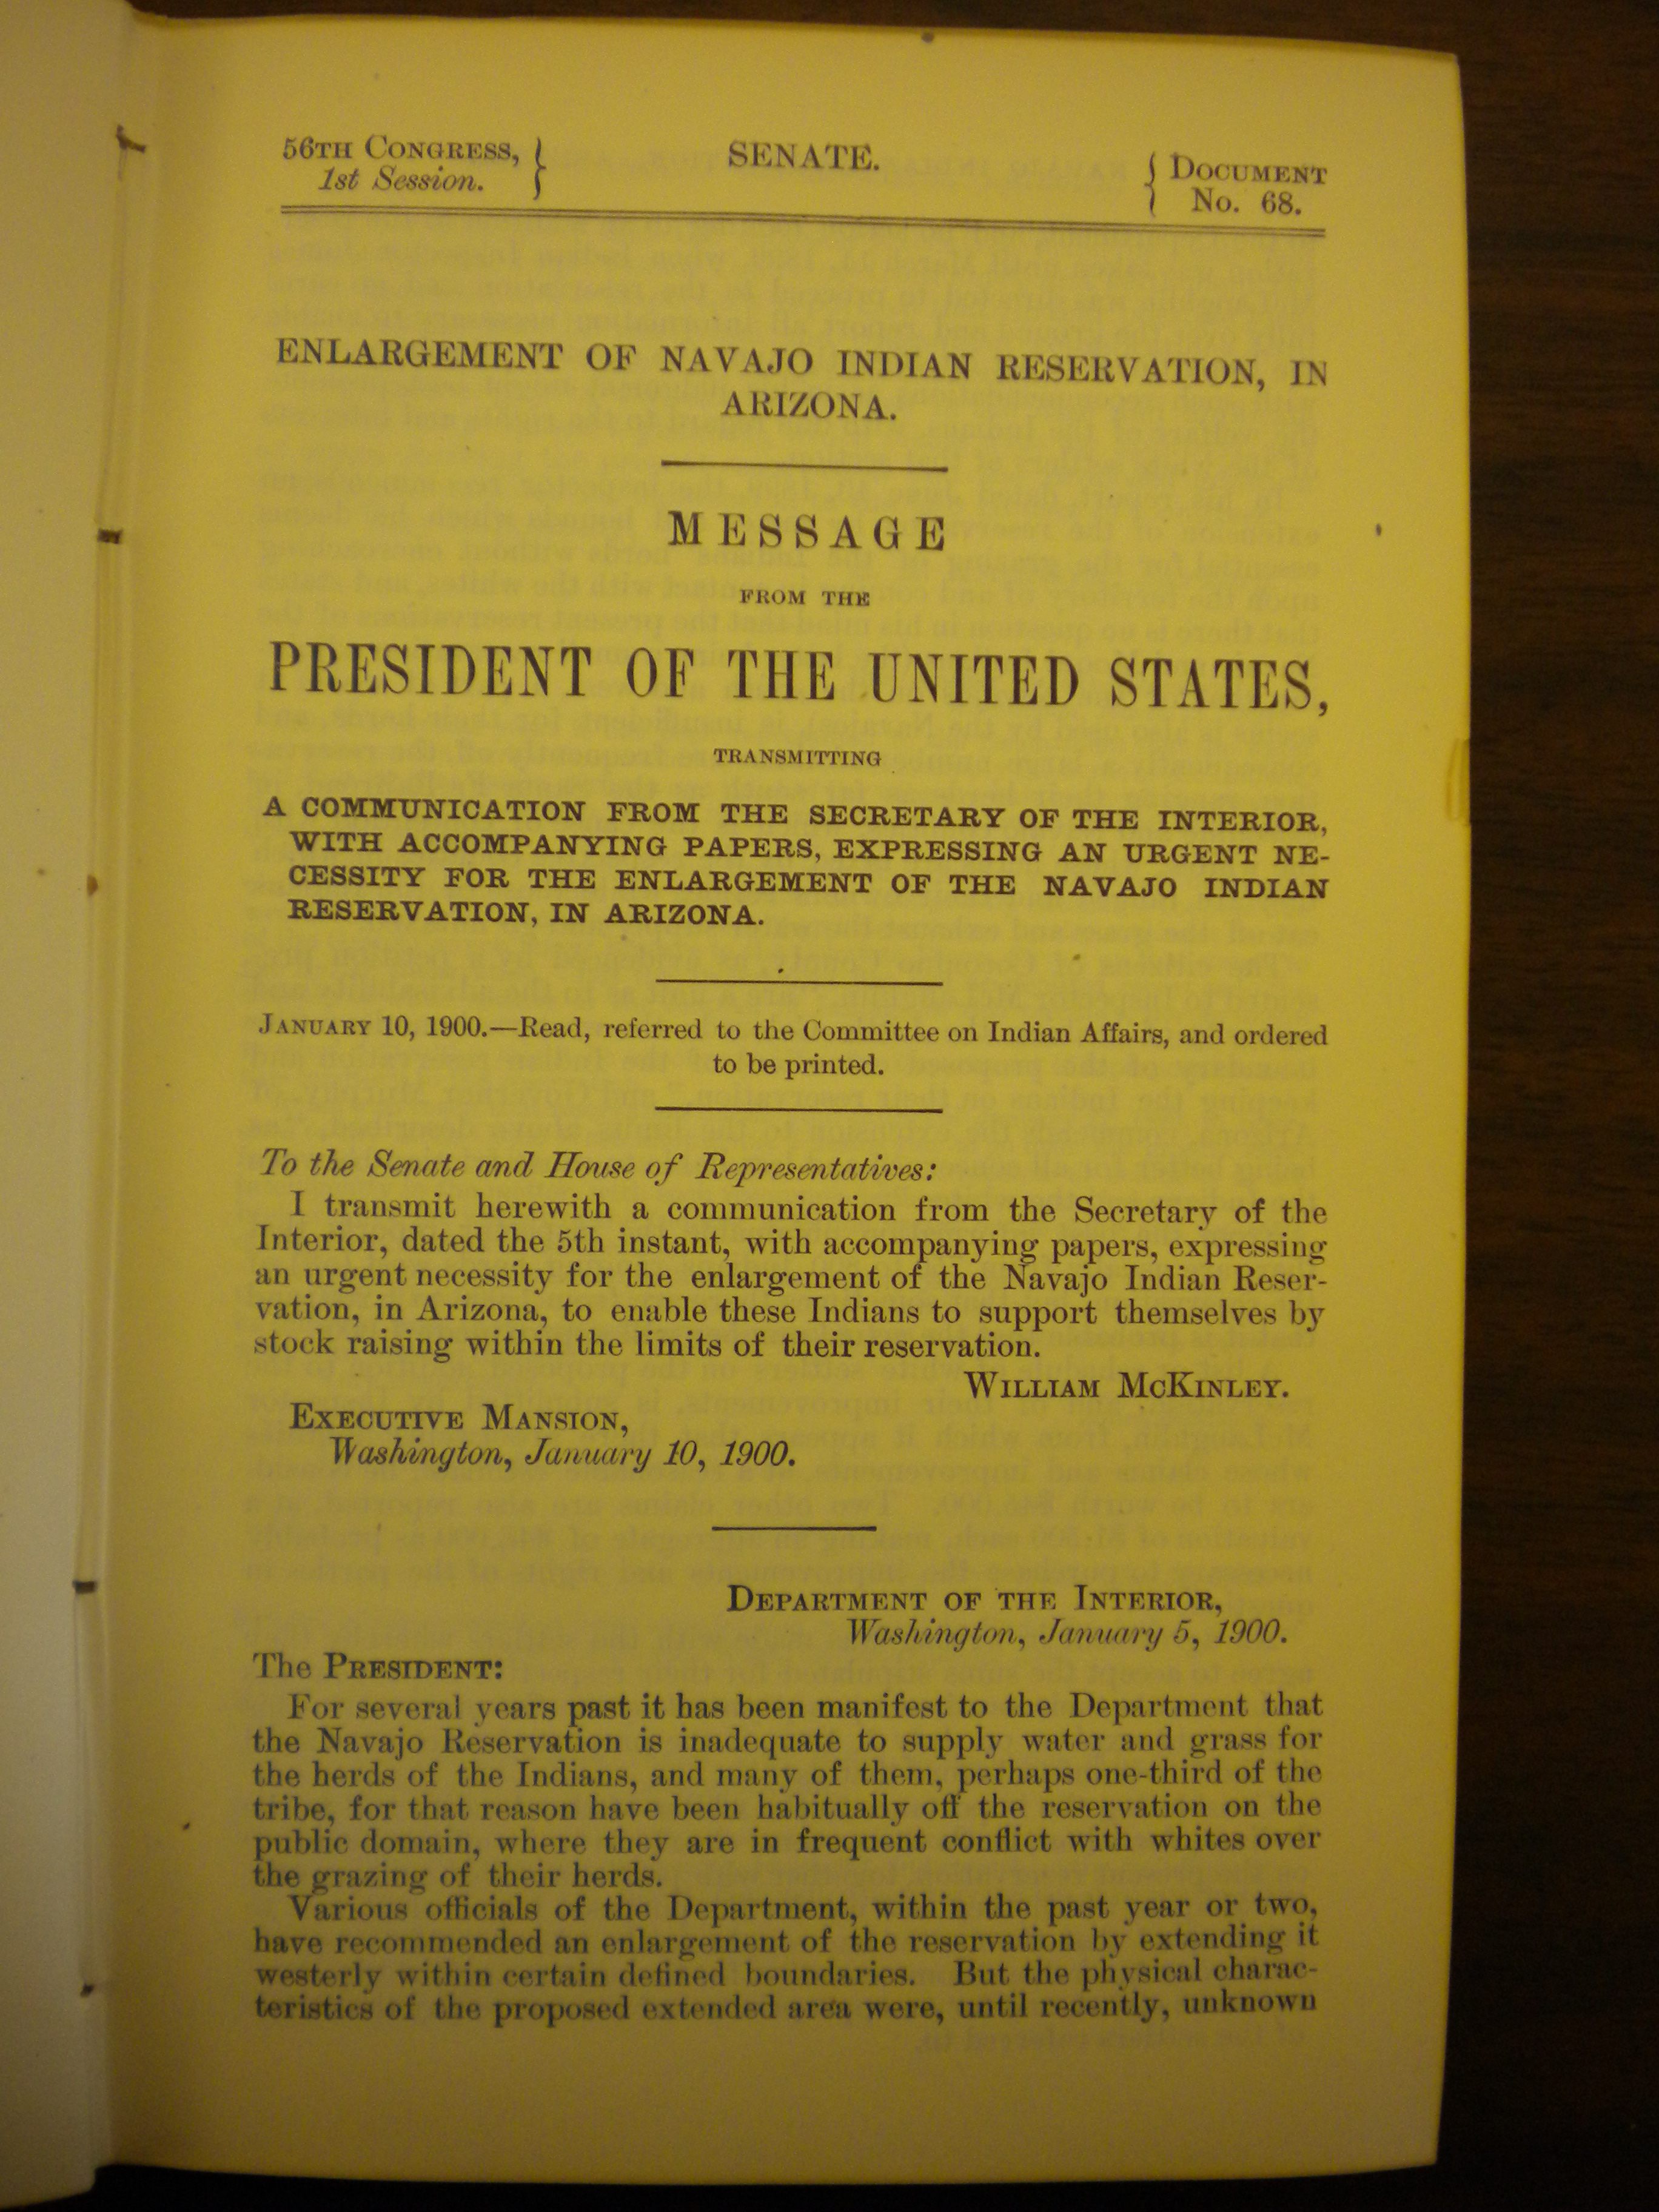 56TH CONGRESS,
1st Session.
SENATE.
DOCUMENT
No. 68.
ENLARGEMENT OF NAVAJO INDIAN RESERVATION, IN
ARIZONA.
MESSAGE
FROM THE
PRESIDENT OF THE UNITED STATES,
TRANSMITTING
A COMMUNICATION FROM THE SECRETARY OF THE INTERIOR,
WITH ACCOMPANYING PAPERS, EXPRESSING AN URGENT NE-
CESSITY FOR THE ENLARGEMENT OF THE NAVAJO INDIAN
RESERVATION, IN ARIZONA.
JANUARY 10, 1900.—Read, referred to the Committee on Indian Affairs, and ordered
to be printed.
To the Senate and House of Representatives:
I transmit herewith a communication from the Secretary of the
Interior, dated the 5th instant, with accompanying papers, expressing
an urgent necessity for the enlargement of the Navajo Indian Reser-
vation, in Arizona, to enable these Indians to support themselves by
stock raising within the limits of their reservation.
WILLIAM MCKINLEY.
EXECUTIVE MANSION,
Washington, January 10, 1900.
DEPARTMENT OF THE INTERIOR,
Washington, January 5, 1900.
The PRESIDENT:
For several years past it has been manifest to the Department that
the Navajo Reservation is inadequate to supply water and grass for
the herds of the Indians, and many of them, perhaps one-third of the
tribe, for that reason have been habitually off the reservation on the
public domain, where they are in frequent conflict with whites over
the grazing of their herds.
Various officials of the Department, within the past year or two,
have recommended an enlargement of the reservation by extending it
westerly within certain defined boundaries. But the physical charac-
teristics of the proposed extended area were, until recently, unknown